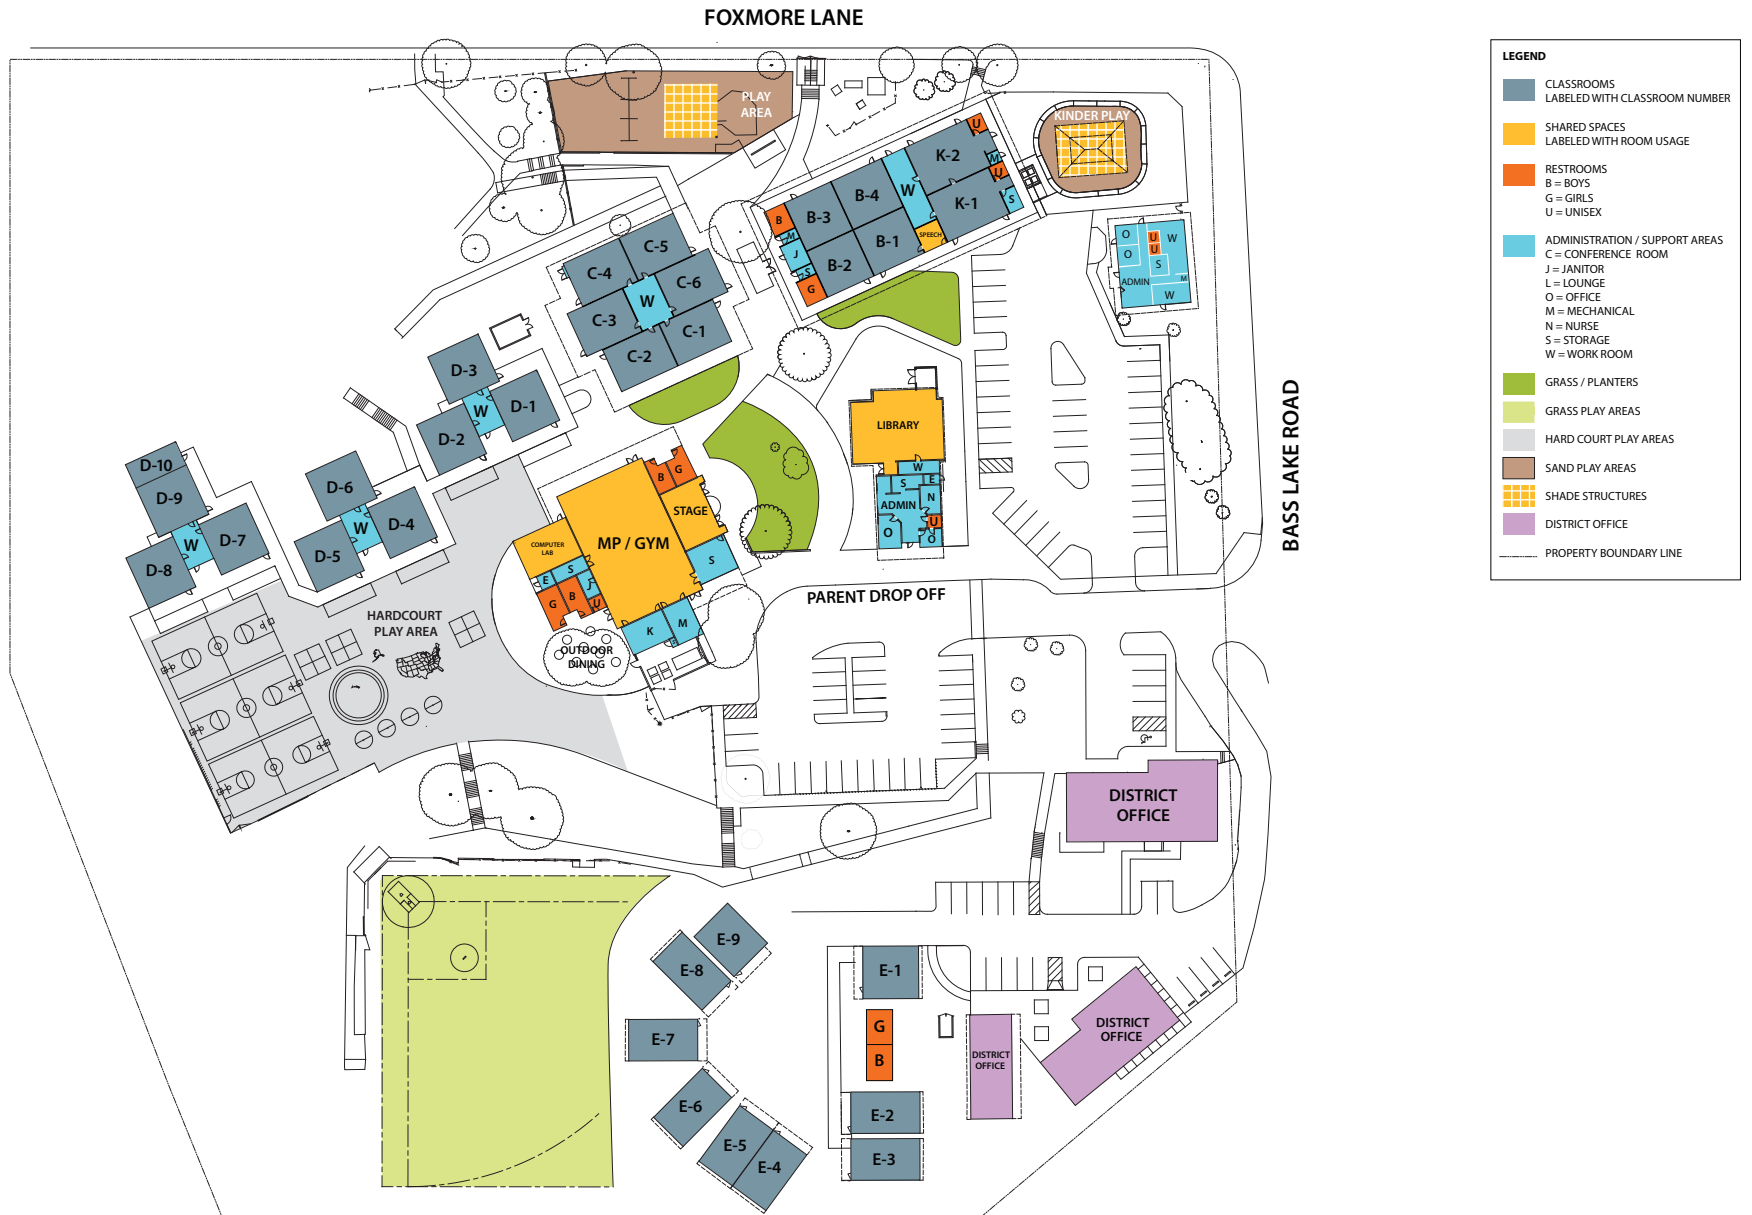 FOXMORE LANE
PLAY
AREA
KINDER PLAY
U
K-2
M
U
B-4
W
K-1
S
B-3
B
M
SPEECH
B-1
J
B-2
S
G
O
U
W
U
O
S
ADMIN
M
W
C-5
C-4
C-6
W
C-3
C-1
C-2
D-3
D-1
W
D-2
BASS LAKE ROAD
LIBRARY
W
S
E
N
ADMIN
U
O
O
D-10
D-9
D-6
D-4
W
D-7
W
D-5
D-8
B
G
STAGE
MP / GYM
COMPUTER
LAB
S
S
E
J
G
B
U
K
M
OUTDOOR
DINING
PARENT DROP OFF
HARDCOURT
PLAY AREA
DISTRICT
OFFICE
E-9
E-8
E-1
E-7
G
B
DISTRICT
OFFICE
DISTRICT
OFFICE
E-6
E-2
E-5
E-4
E-3
LEGEND
CLASSROOMS
LABELED WITH CLASSROOM NUMBER
SHARED SPACES
LABELED WITH ROOM USAGE
RESTROOMS
B = BOYS
G = GIRLS
U = UNISEX
ADMINISTRATION / SUPPORT AREAS
C = CONFERENCE ROOM
J = JANITOR
L = LOUNGE
O = OFFICE
M = MECHANICAL
N = NURSE
S = STORAGE
W = WORK ROOM
GRASS / PLANTERS
GRASS PLAY AREAS
HARD COURT PLAY AREAS
SAND PLAY AREAS
SHADE STRUCTURES
DISTRICT OFFICE
PROPERTY BOUNDARY LINE